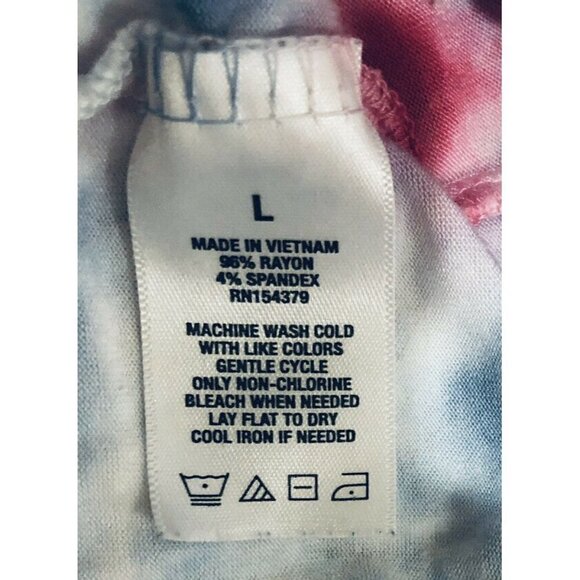 L
MADE IN VIETNAM
96% RAYON
4% SPANDEX
RN154379
MACHINE WASH COLD
WITH LIKE COLORS
GENTLE CYCLE
ONLY NON-CHLORINE
BLEACH WHEN NEEDED
LAY FLAT TO DRY
COOL IRON IF NEEDED